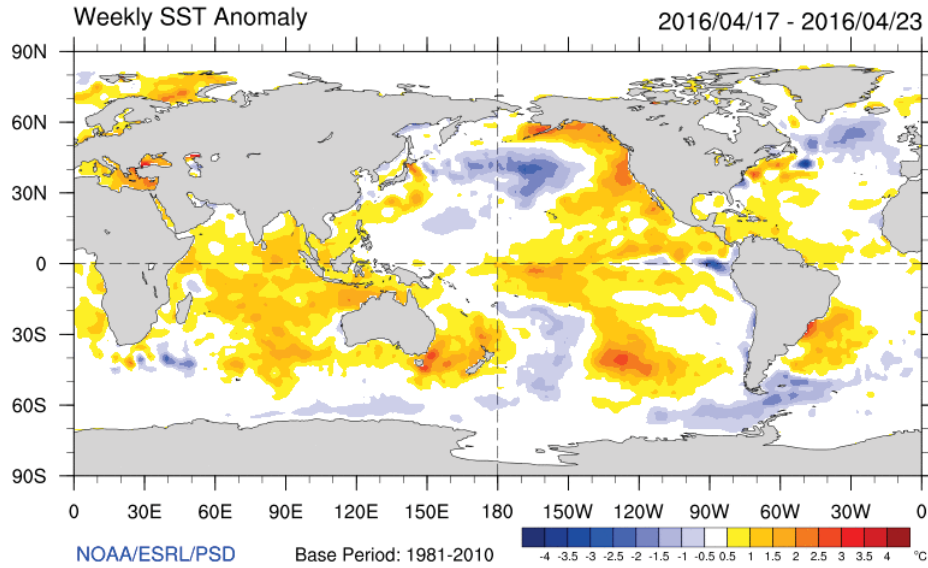 Weekly SST Anomaly 2016/04/17 - 2016/04/23
90N
60N
30N
0
30S
60S
90S
0 30E 60E 90E 120E 150E 180 150W 120W 90W 60W 30W 0
NOAA/ESRL/PSD Base Period: 1981-2010
-4 -3.5 -3 -2.5 -2 -1.5 -1 -0.5 0.5 1 1.5 2 2.5 3 3.5 4 °C